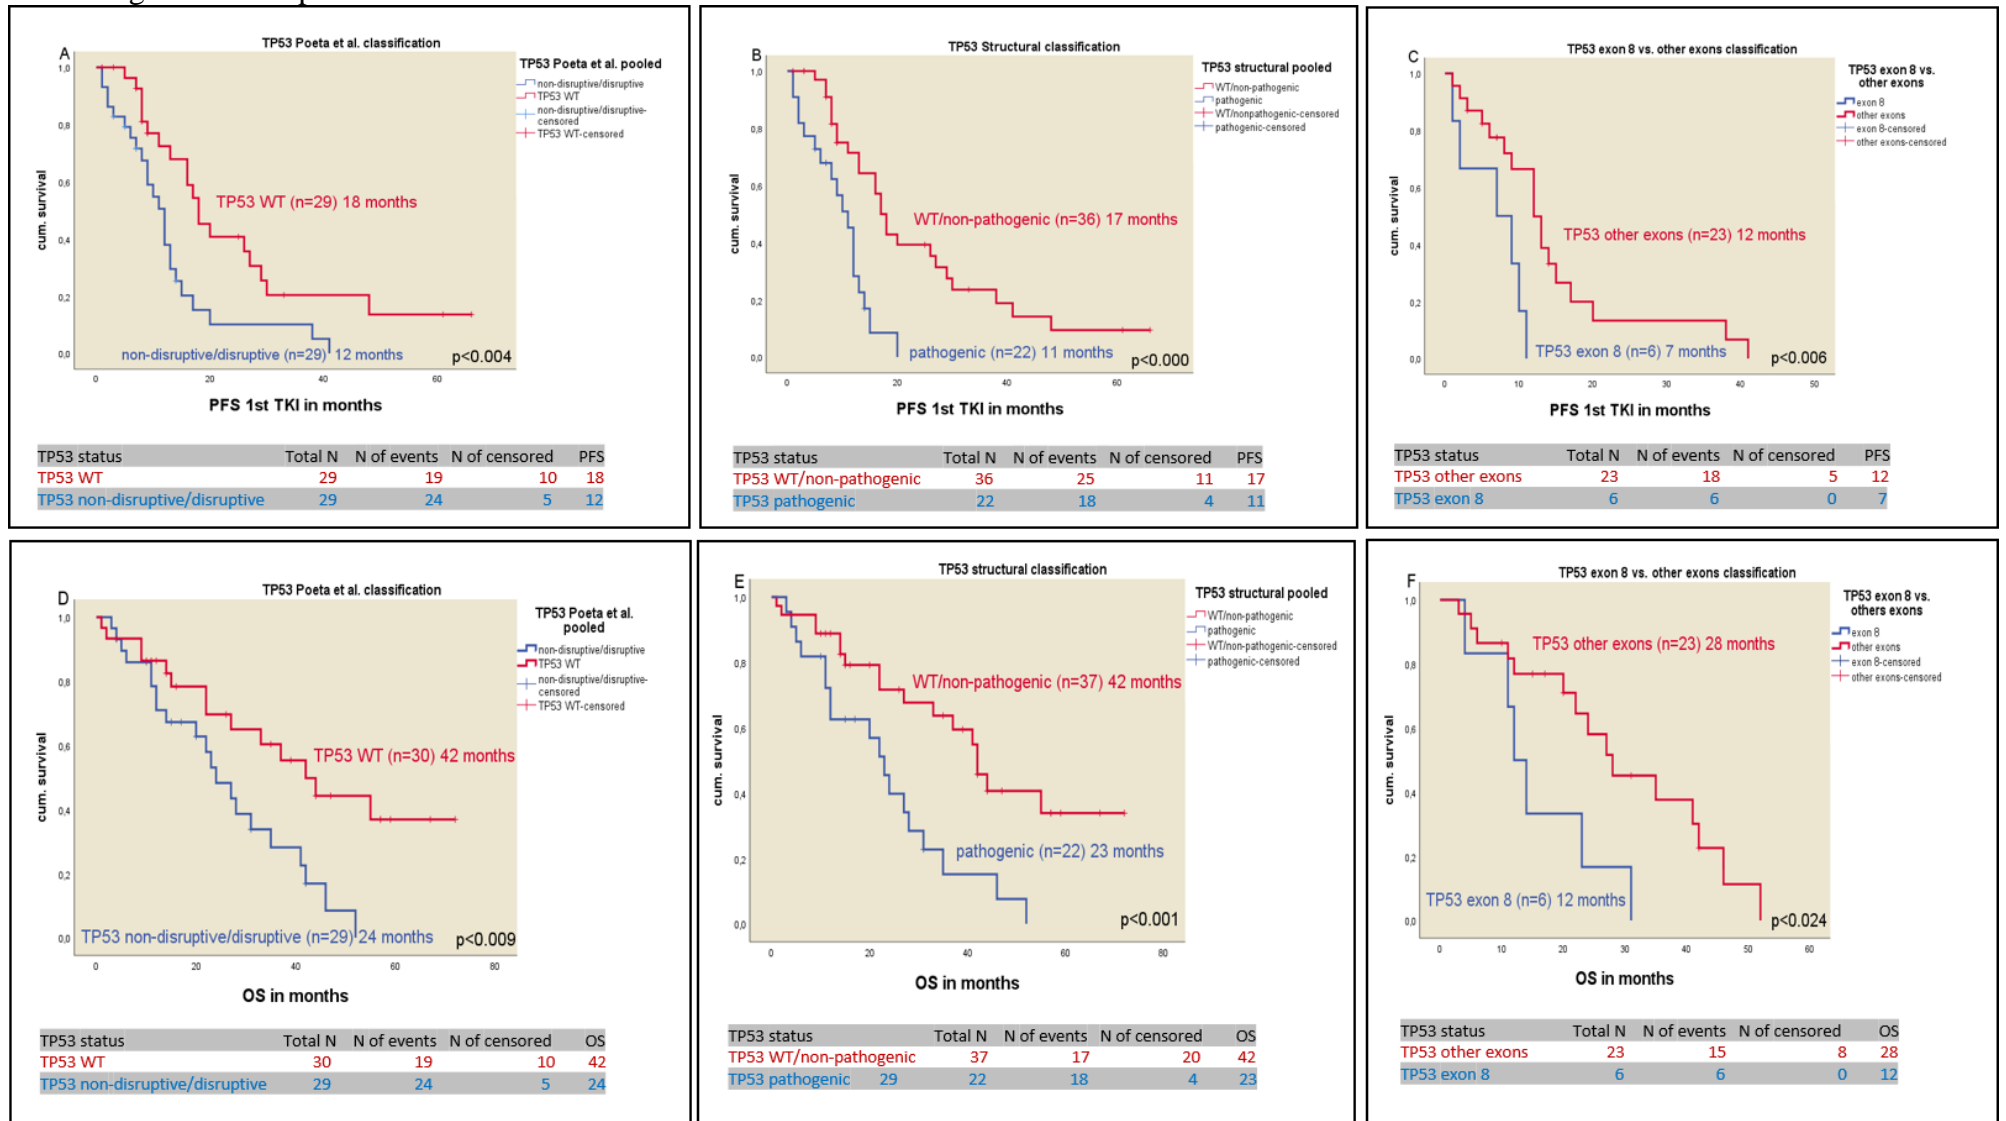 A
TP53 Poeta et al. classification
TP53 Poeta et al. pooled
non-disruptive/disruptive
TP53 WT
non-disruptive/disruptive-
censored
TP53 WT-censored
cum. survival
1,0
0,8
0,6
0,4
0,2
0,0
TP53 WT (n=29) 18 months
non-disruptive/disruptive (n=29) 12 months
p<0.004
0 20 40 60
PFS 1st TKI in months
TP53 status Total N N of events N of censored PFS
TP53 WT 29 19 10 18
TP53 non-disruptive/disruptive 29 24 5 12
B
TP53 Structural classification
TP53 structural pooled
WT/non-pathogenic
pathogenic
WT/nonpathogenic-censored
pathogenic-censored
cum. survival
1,0
0,8
0,6
0,4
0,2
0,0
WT/non-pathogenic (n=36) 17 months
pathogenic (n=22) 11 months
p<0.000
0 20 40 60
PFS 1st TKI in months
TP53 status Total N N of events N of censored PFS
TP53 WT/non-pathogenic 36 25 11 17
TP53 pathogenic 22 18 4 11
C
TP53 exon 8 vs. other exons classification
TP53 exon 8 vs.
other exons
exon 8
other exons
exon 8-censored
other exons-censored
cum. survival
1,0
0,8
0,6
0,4
0,2
0,0
TP53 other exons (n=23) 12 months
TP53 exon 8 (n=6) 7 months
p<0.006
0 10 20 30 40 50
PFS 1st TKI in months
TP53 status Total N N of events N of censored PFS
TP53 other exons 23 18 5 12
TP53 exon 8 6 6 0 7
D
TP53 Poeta et al. classification
TP53 Poeta et al.
pooled
non-disruptive/disruptive
TP53 WT
non-disruptive/disruptive-
censored
TP53 WT-censored
cum. survival
1,0
0,8
0,6
0,4
0,2
0,0
TP53 WT (n=30) 42 months
TP53 non-disruptive/disruptive (n=29) 24 months
p<0.009
0 20 40 60 80
OS in months
TP53 status Total N N of events N of censored OS
TP53 WT 30 19 10 42
TP53 non-disruptive/disruptive 29 24 5 24
E
TP53 structural classification
TP53 structural pooled
WT/non-pathogenic
pathogenic
WT/non-pathogenic-censored
pathogenic-censored
cum. survival
1,0
0,8
0,6
0,4
0,2
0,0
WT/non-pathogenic (n=37) 42 months
pathogenic (n=22) 23 months
p<0.001
0 20 40 60 80
OS in months
TP53 status Total N N of events N of censored OS
TP53 WT/non-pathogenic 37 17 20 42
TP53 pathogenic 29 22 18 4 23
F
TP53 exon 8 vs. other exons classification
TP53 exon 8 vs.
others exons
exon 8
other exons
exon 8-censored
other exons-censored
cum. survival
1,0
0,8
0,6
0,4
0,2
0,0
TP53 other exons (n=23) 28 months
TP53 exon 8 (n=6) 12 months
p<0.024
0 10 20 30 40 50 60
OS in months
TP53 status Total N N of events N of censored OS
TP53 other exons 23 15 8 28
TP53 exon 8 6 6 0 12